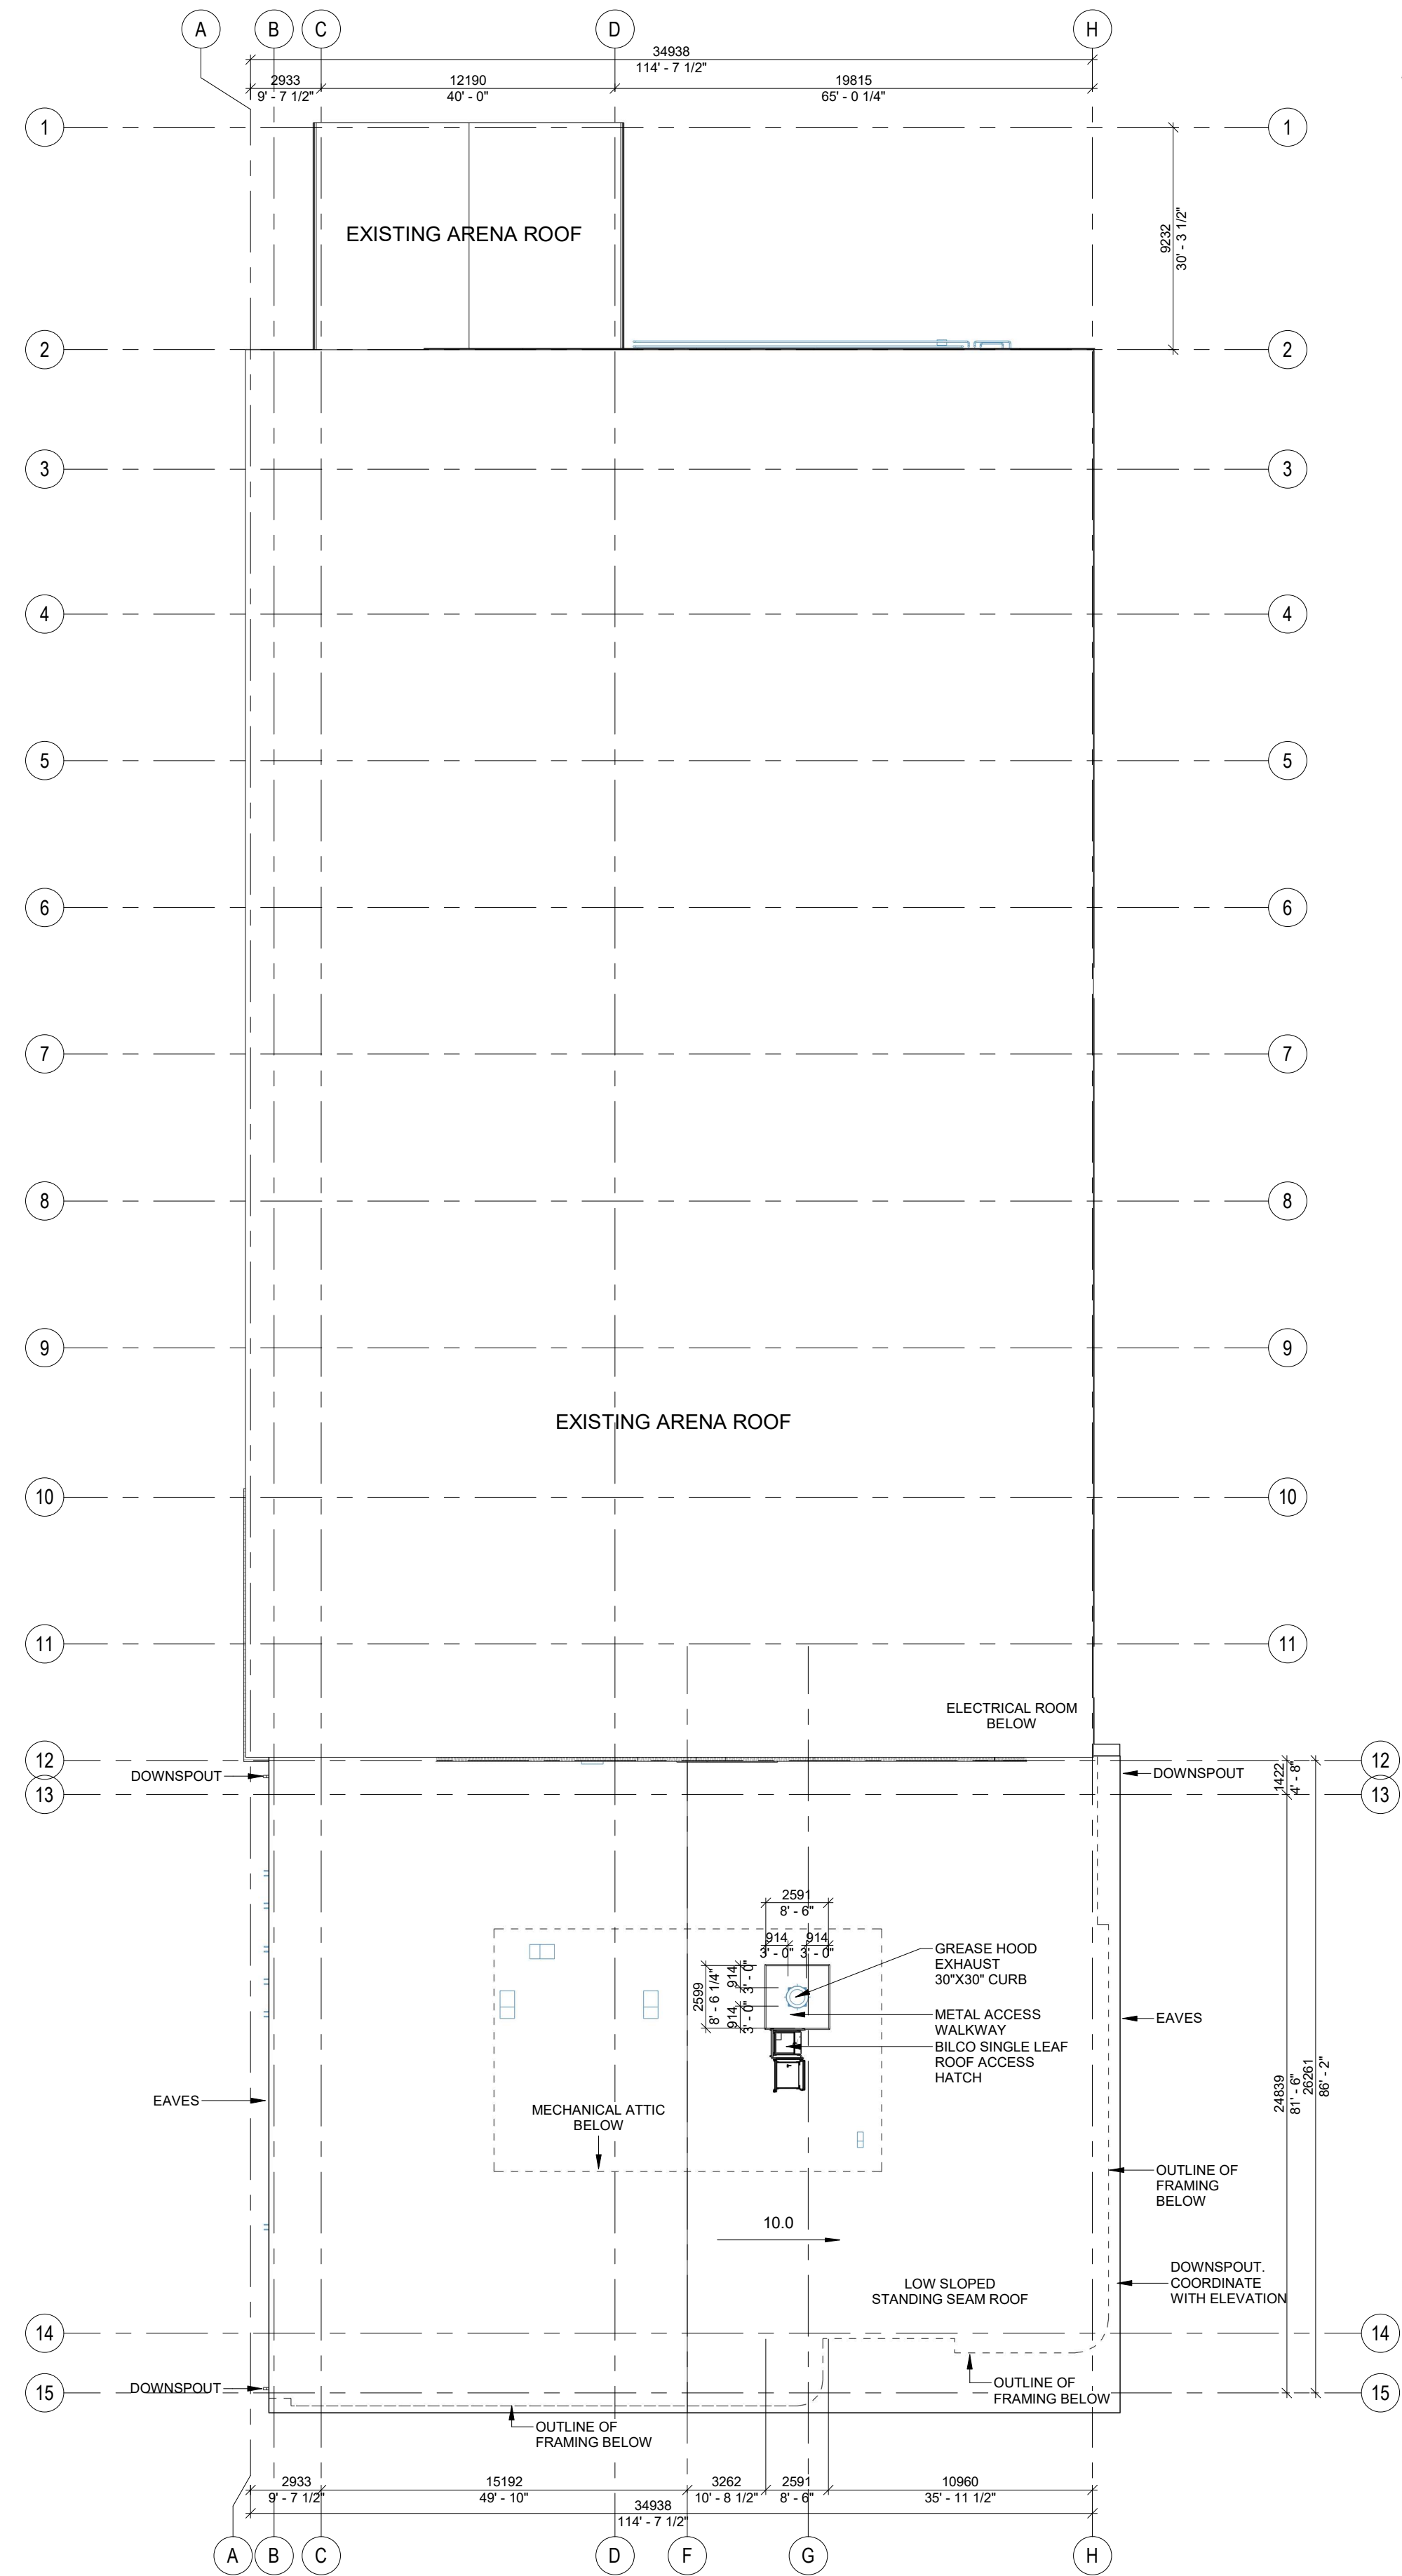 A B C D H
34938
114' - 7 1/2"
2933
9' - 7 1/2"
12190
40' - 0"
19815
65' - 0 1/4"
1 1
EXISTING ARENA ROOF
9232
30' - 3 1/2"
2 2
3 3
4 4
5 5
6 6
7 7
8 8
9 9
EXISTING ARENA ROOF
10 10
11 11
ELECTRICAL ROOM
BELOW
12 12
DOWNSPOUT
DOWNSPOUT
1422
4' - 8"
13 13
2591
8' - 6"
914
3' - 0"
914
3' - 0"
2599
8' - 6 1/4"
914
3' - 0"
914
3' - 0"
GREASE HOOD
EXHAUST
30"X30" CURB
METAL ACCESS
WALKWAY
BILCO SINGLE LEAF
ROOF ACCESS
HATCH
EAVES
24839
81' - 6"
26261
86' - 2"
EAVES
MECHANICAL ATTIC
BELOW
OUTLINE OF
FRAMING
BELOW
10.0
LOW SLOPED
STANDING SEAM ROOF
DOWNSPOUT.
COORDINATE
WITH ELEVATION
14 14
DOWNSPOUT
15 15
OUTLINE OF
FRAMING BELOW
OUTLINE OF
FRAMING BELOW
2933
9' - 7 1/2"
15192
49' - 10"
3262
10' - 8 1/2"
2591
8' - 6"
10960
35' - 11 1/2"
34938
114' - 7 1/2"
A B C D F G H